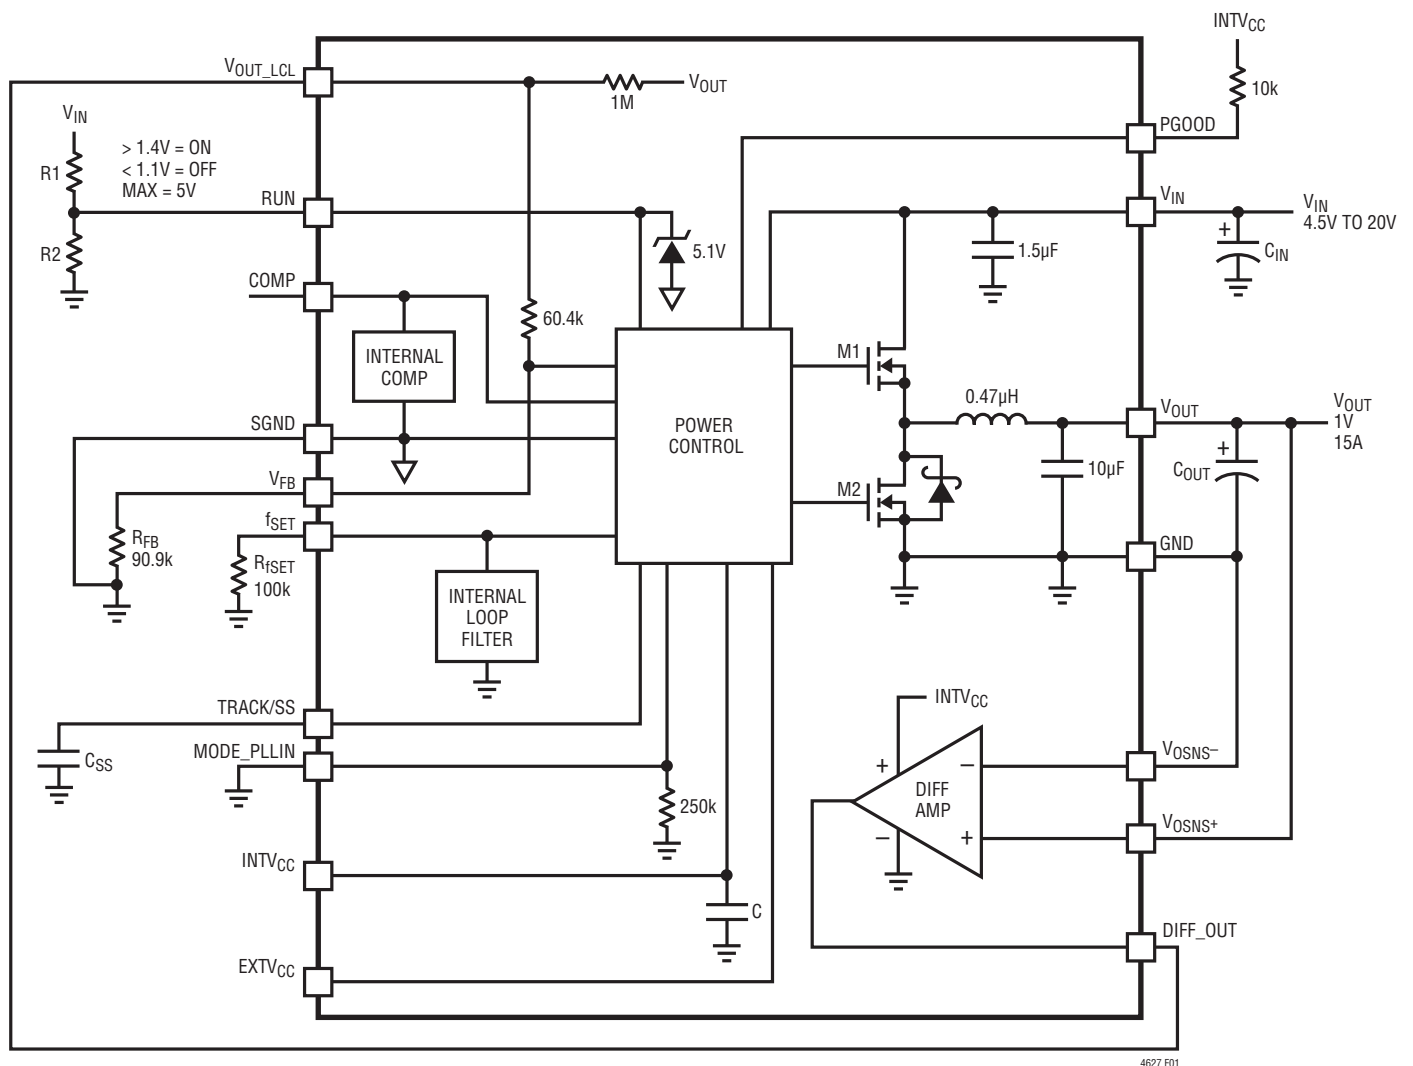 INTVCC
VOUT_LCL
1M
VOUT
10k
PGOOD
VIN
> 1.4V = ON
< 1.1V = OFF
MAX = 5V
R1
RUN
R2
5.1V
VIN
1.5µF
VIN
4.5V TO 20V
+
CIN
COMP
60.4k
INTERNAL
COMP
M1
POWER
CONTROL
0.47µH
VOUT
VOUT
1V
15A
SGND
+
COUT
10µF
VFB
M2
fSET
RFB
90.9k
RfSET
100k
GND
INTERNAL
LOOP
FILTER
TRACK/SS
CSS
MODE_PLLIN
250k
INTVCC
+
–
DIFF
AMP
–
+
VOSNS–
VOSNS+
INTVCC
C
DIFF_OUT
EXTVCC
4627 F01